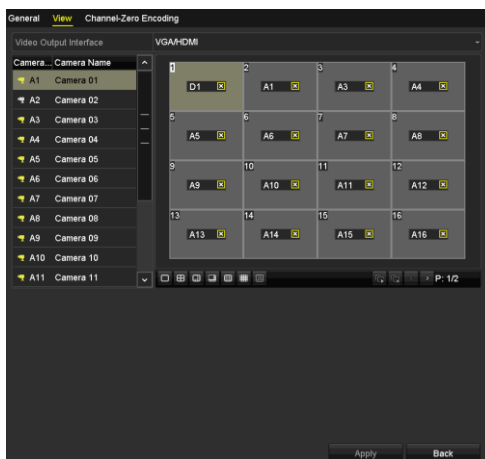 General View Channel-Zero Encoding
Video Output Interface VGA/HDMI
Camera... Camera Name
A1 Camera 01
A2 Camera 02
A3 Camera 03
A4 Camera 04
A5 Camera 05
A6 Camera 06
A7 Camera 07
A8 Camera 08
A9 Camera 09
A10 Camera 10
A11 Camera 11
1 2 3 4
D1 A1 A3 A4
5 6 7 8
A5 A6 A7 A8
9 10 11 12
A9 A10 A11 A12
13 14 15 16
A13 A14 A15 A16
P: 1/2
Apply Back